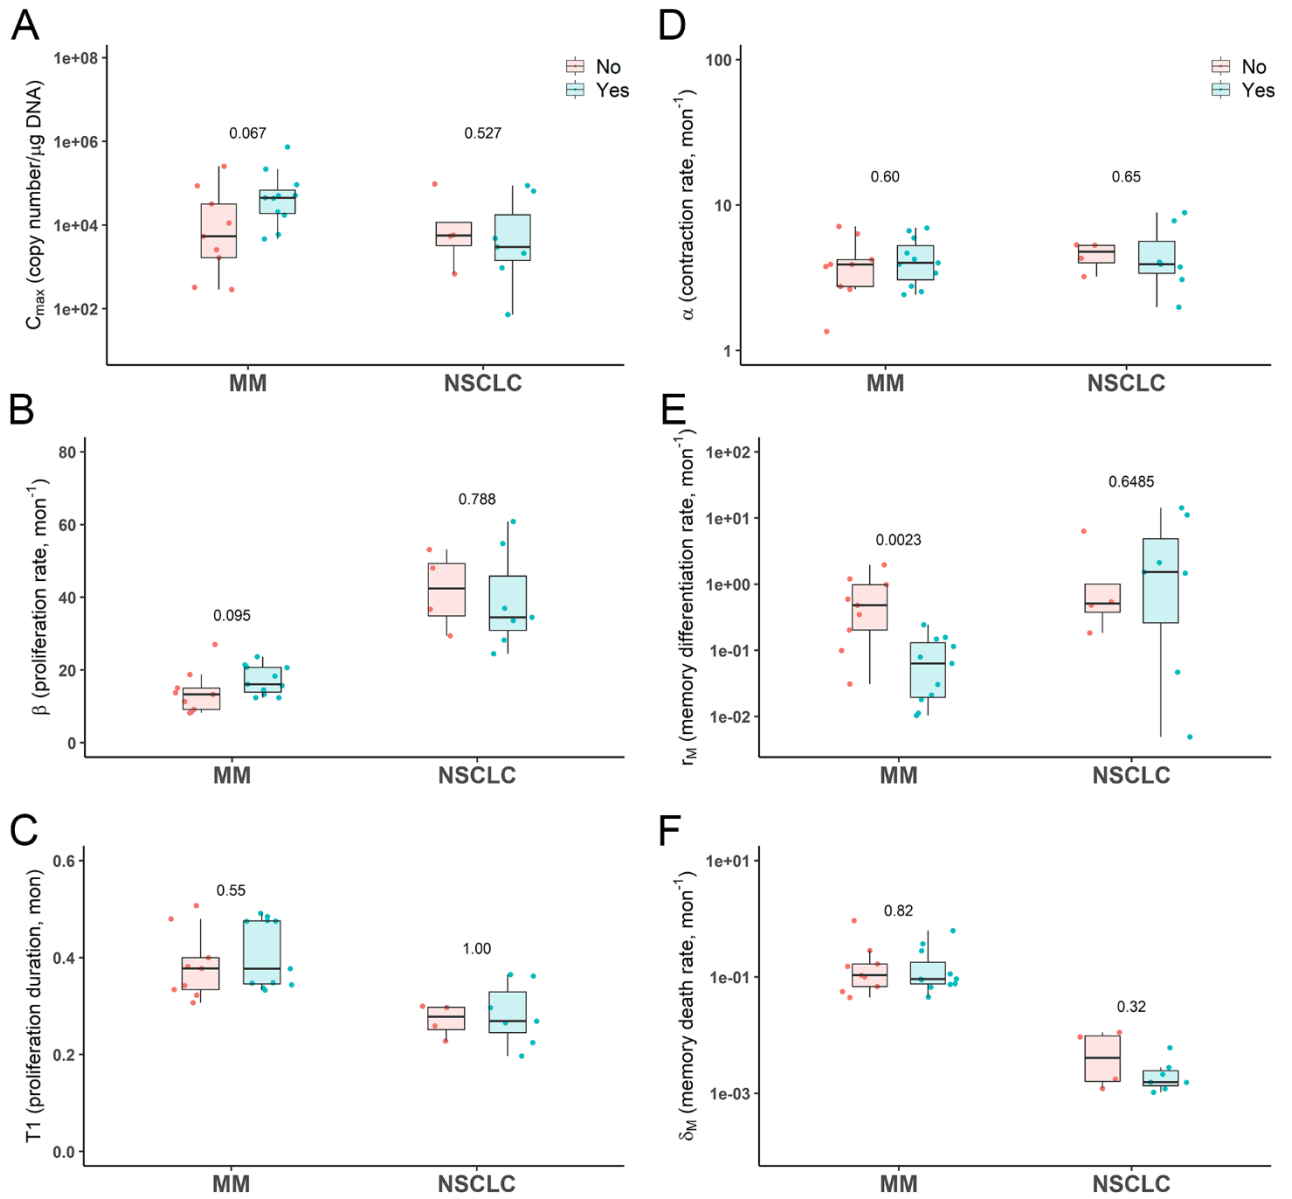 A
Cmax (copy number/µg DNA)
1e+08
1e+06
1e+04
1e+02
0.067
0.527
No
Yes
MM
NSCLC
D
α (contraction rate, mon-1)
100
10
1
0.60
0.65
No
Yes
MM
NSCLC
B
β (proliferation rate, mon-1)
80
60
40
20
0
0.095
0.788
MM
NSCLC
E
rM (memory differentiation rate, mon-1)
1e+02
1e+01
1e+00
1e-01
1e-02
0.0023
0.6485
MM
NSCLC
C
T1 (proliferation duration, mon)
0.6
0.4
0.2
0.0
0.55
1.00
MM
NSCLC
F
δM (memory death rate, mon-1)
1e+01
1e-01
1e-03
0.82
0.32
MM
NSCLC